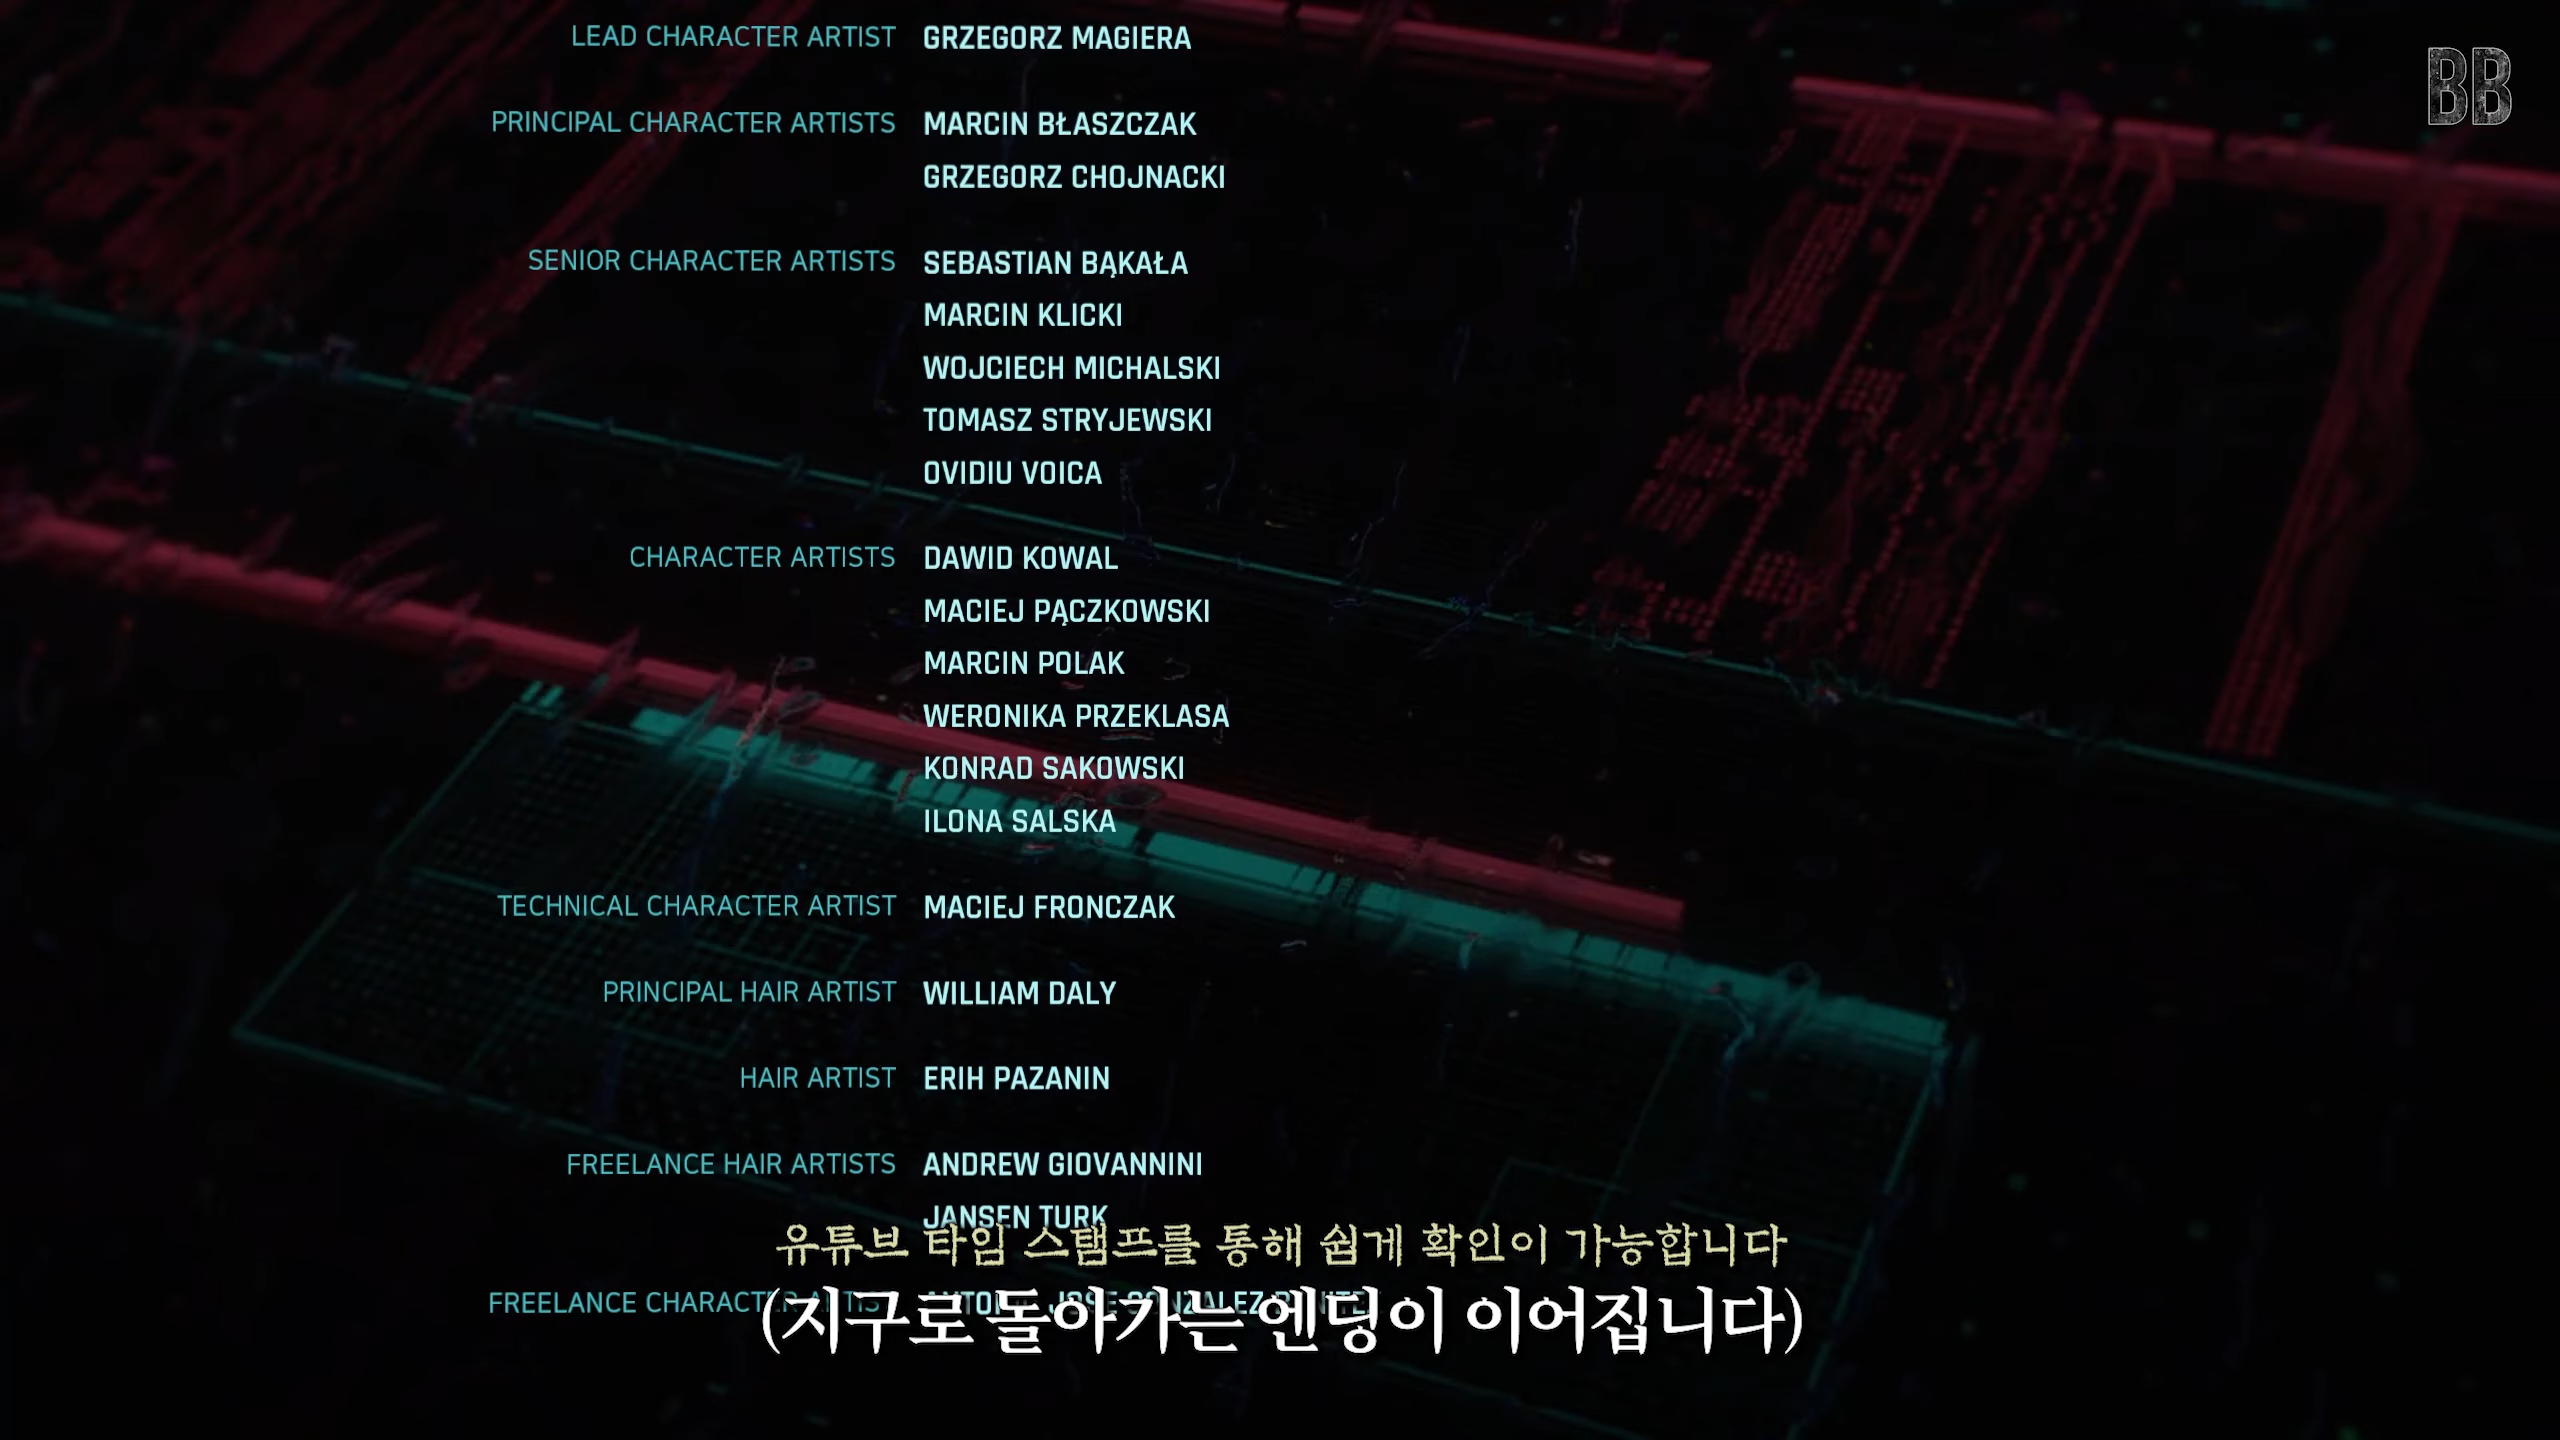 BB
LEAD CHARACTER ARTIST GRZEGORZ MAGIERA
PRINCIPAL CHARACTER ARTISTS MARCIN BŁASZCZAK
GRZEGORZ CHOJNACKI
SENIOR CHARACTER ARTISTS SEBASTIAN BĄKAŁA
MARCIN KLICKI
WOJCIECH MICHALSKI
TOMASZ STRYJEWSKI
OVIDIU VOICA
CHARACTER ARTISTS DAWID KOWAL
MACIEJ PĄCZKOWSKI
MARCIN POLAK
WERONIKA PRZEKLASA
KONRAD SAKOWSKI
ILONA SALSKA
TECHNICAL CHARACTER ARTIST MACIEJ FRONCZAK
PRINCIPAL HAIR ARTIST WILLIAM DALY
HAIR ARTIST ERIH PAZANIN
FREELANCE HAIR ARTISTS ANDREW GIOVANNINI
JANSEN TURK
유튜브 타임 스탬프를 통해 쉽게 확인이 가능합니다
FREELANCE CHARACTER ARTIST JOSE GONZALEZ
(지구로 돌아가는 엔딩이 이어집니다)